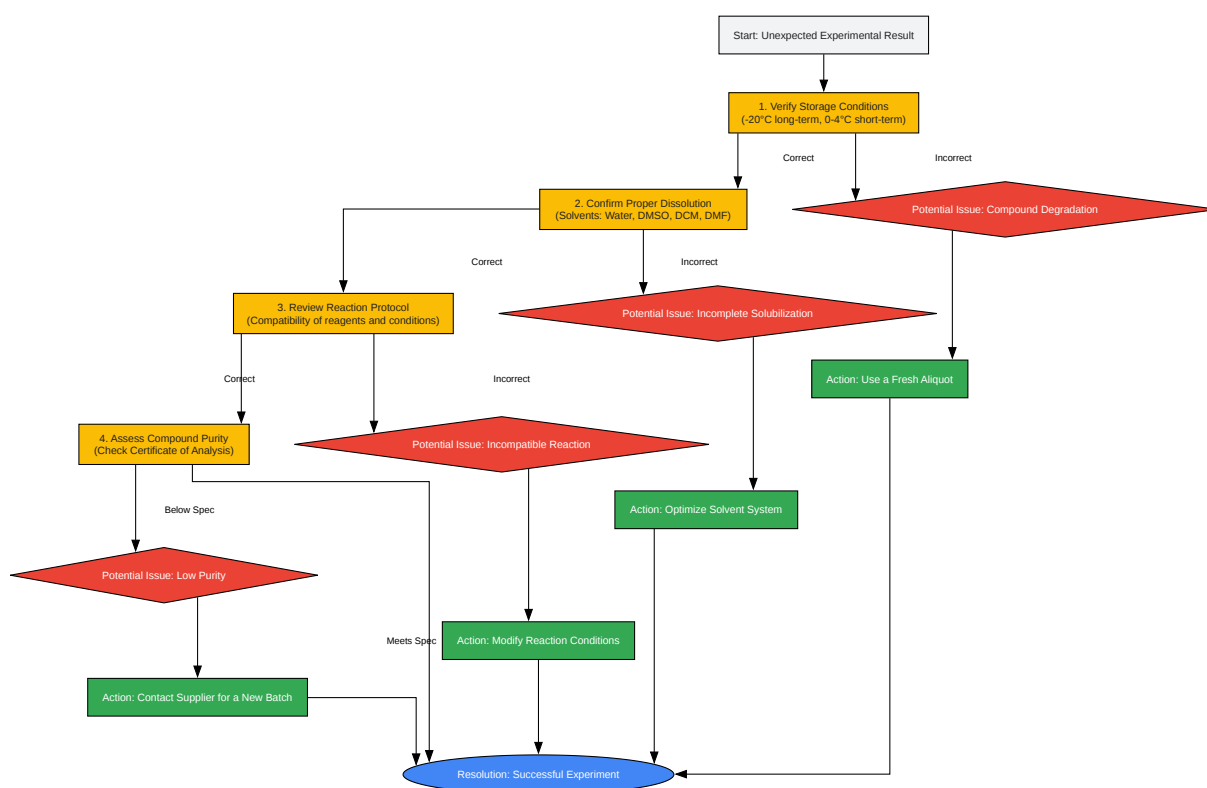 Start: Unexpected Experimental Result
1. Verify Storage Conditions
(-20°C long-term, 0-4°C short-term)
Correct
Incorrect
2. Confirm Proper Dissolution
(Solvents: Water, DMSO, DCM, DMF)
Potential Issue: Compound Degradation
Correct
Incorrect
3. Review Reaction Protocol
(Compatibility of reagents and conditions)
Potential Issue: Incomplete Solubilization
Correct
Incorrect
Action: Use a Fresh Aliquot
4. Assess Compound Purity
(Check Certificate of Analysis)
Potential Issue: Incompatible Reaction
Below Spec
Action: Optimize Solvent System
Potential Issue: Low Purity
Meets Spec
Action: Modify Reaction Conditions
Action: Contact Supplier for a New Batch
Resolution: Successful Experiment